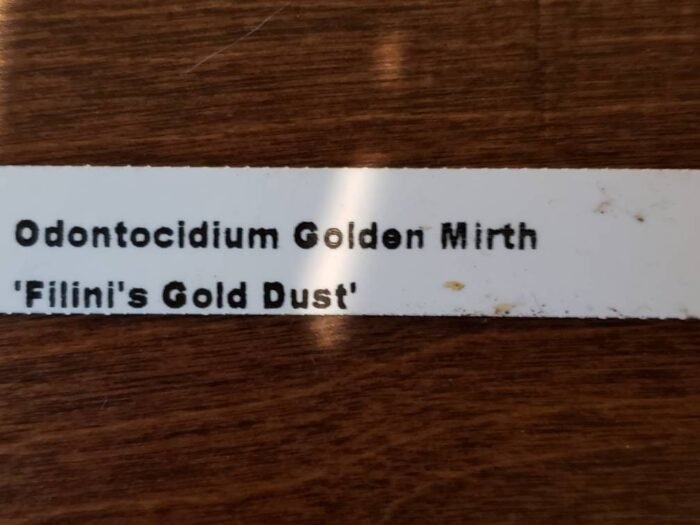 Odontocidium Golden Mirth
'Filini's Gold Dust'